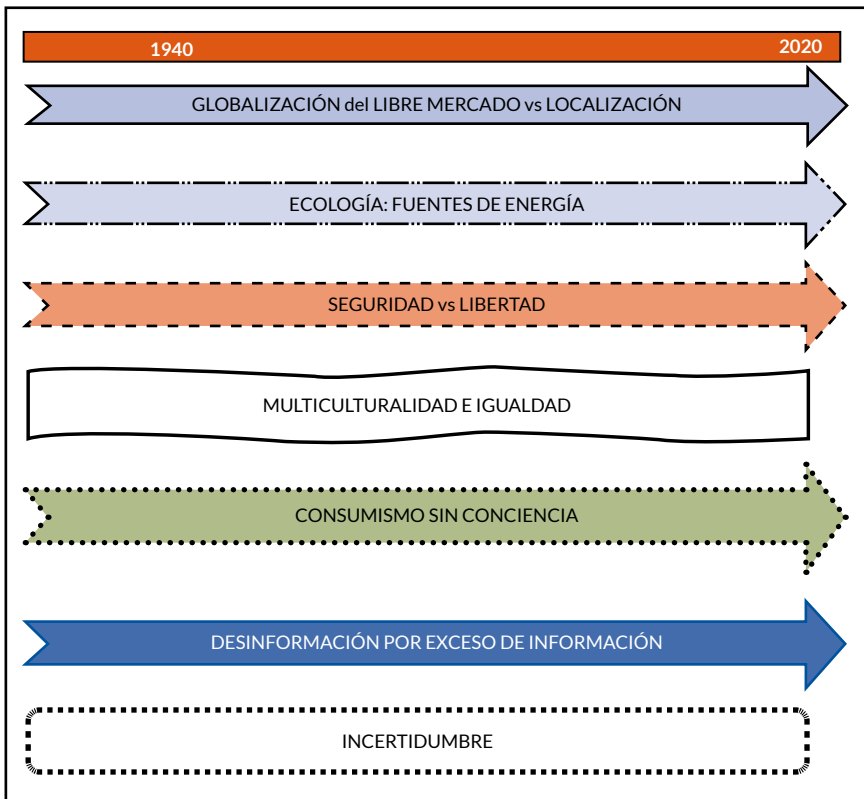 1940 2020
GLOBALIZACIÓN del LIBRE MERCADO vs LOCALIZACIÓN
ECOLOGÍA: FUENTES DE ENERGÍA
SEGURIDAD vs LIBERTAD
MULTICULTURALIDAD E IGUALDAD
CONSUMISMO SIN CONCIENCIA
DESINFORMACIÓN POR EXCESO DE INFORMACIÓN
INCERTIDUMBRE